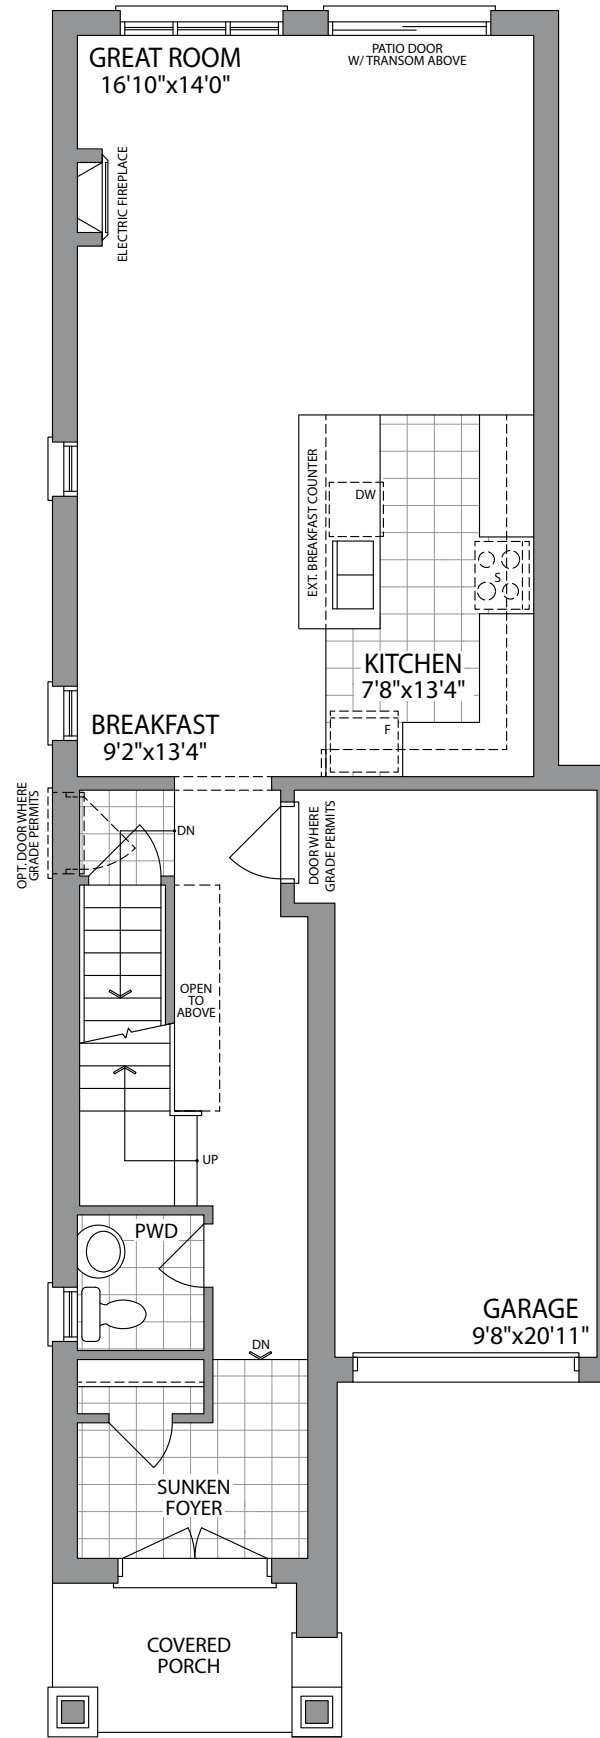 GREAT ROOM
16'10"x14'0"
PATIO DOOR
W/ TRANSOM ABOVE
ELECTRIC FIREPLACE
EXT. BREAKFAST COUNTER
DW
S
KITCHEN
7'8"x13'4"
F
BREAKFAST
9'2"x13'4"
OPT. DOOR WHERE
GRADE PERMITS
DN
DOOR WHERE
GRADE PERMITS
OPEN
TO
ABOVE
UP
PWD
GARAGE
9'8"x20'11"
DN
SUNKEN
FOYER
COVERED
PORCH